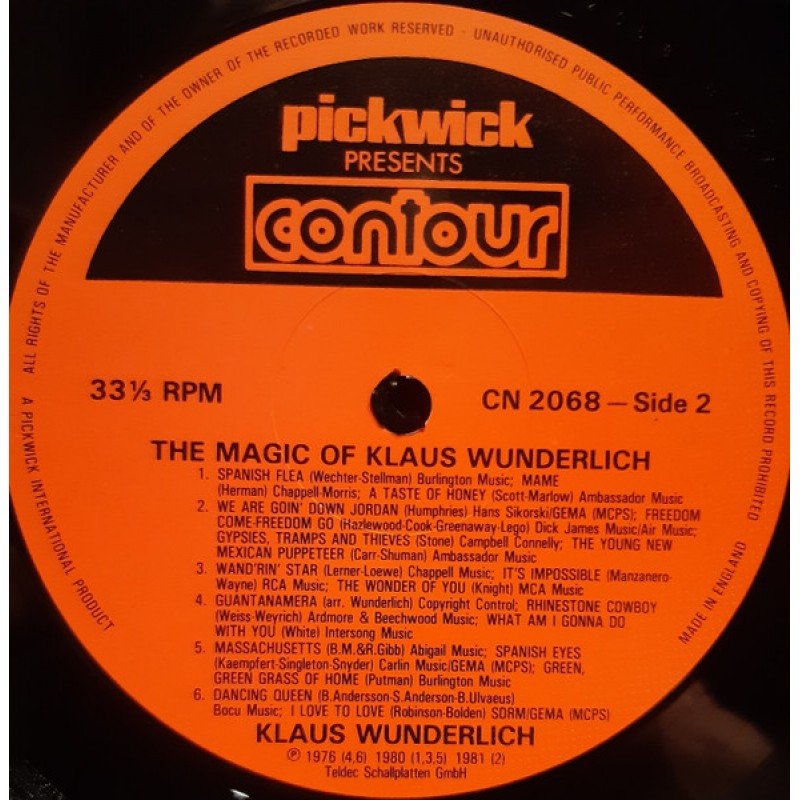 ALL RIGHTS OF THE MANUFACTURER AND OF THE OWNER OF THE RECORDED WORK RESERVED - UNAUTHORISED PUBLIC PERFORMANCE BROADCASTING AND COPYING OF THIS RECORD PROHIBITED
pickwick
PRESENTS
contour
33⅓ RPM
CN 2068 — Side 2
THE MAGIC OF KLAUS WUNDERLICH
1. SPANISH FLEA (Wechter-Stellman) Burlington Music; MAME
(Herman) Chappell-Morris; A TASTE OF HONEY (Scott-Marlow) Ambassador Music
2. WE ARE GOIN' DOWN JORDAN (Humphries) Hans Sikorski/GEMA (MCPS); FREEDOM
COME-FREEDOM GO (Hazlewood-Cook-Greenaway-Lego) Dick James Music/Air Music;
GYPSIES, TRAMPS AND THIEVES (Stone) Campbell Connelly; THE YOUNG NEW
MEXICAN PUPPETEER (Carr-Shuman) Ambassador Music
3. WAND'RIN' STAR (Lerner-Loewe) Chappell Music; IT'S IMPOSSIBLE (Manzanero-
Wayne) RCA Music; THE WONDER OF YOU (Knight) MCA Music
4. GUANTANAMERA (arr. Wunderlich) Copyright Control; RHINESTONE COWBOY
(Weiss-Weyrich) Ardmore & Beechwood Music; WHAT AM I GONNA DO
WITH YOU (White) Intersong Music
5. MASSACHUSETTS (B.M.&R.Gibb) Abigail Music; SPANISH EYES
(Kaempfert-Singleton-Snyder) Carlin Music/GEMA (MCPS); GREEN,
GREEN GRASS OF HOME (Putman) Burlington Music
6. DANCING QUEEN (B.Andersson-S.Anderson-B.Ulvaeus)
Bocu Music; I LOVE TO LOVE (Robinson-Bolden) SDRM/GEMA (MCPS)
KLAUS WUNDERLICH
℗ 1976 (4,6) 1980 (1,3,5) 1981 (2)
Teldec Schallplatten GmbH
A PICKWICK INTERNATIONAL PRODUCT
MADE IN ENGLAND